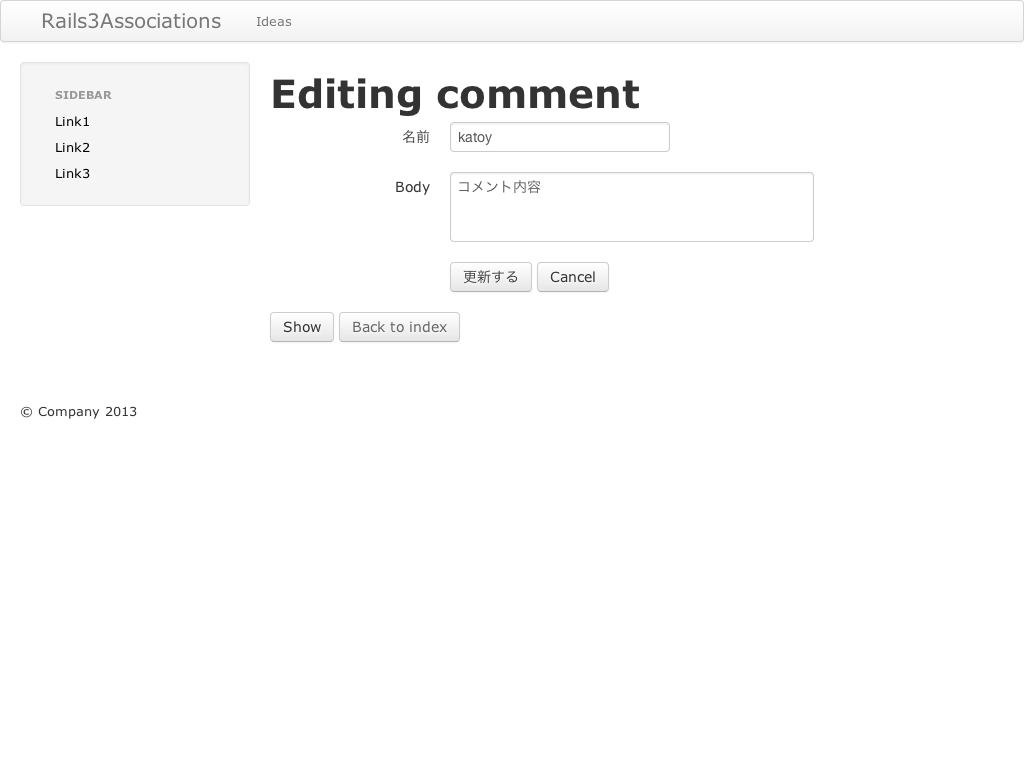 Rails3Associations Ideas
SIDEBAR
Link1
Link2
Link3
Editing comment
名前 katoy
Body コメント内容
更新する Cancel
Show Back to index
© Company 2013